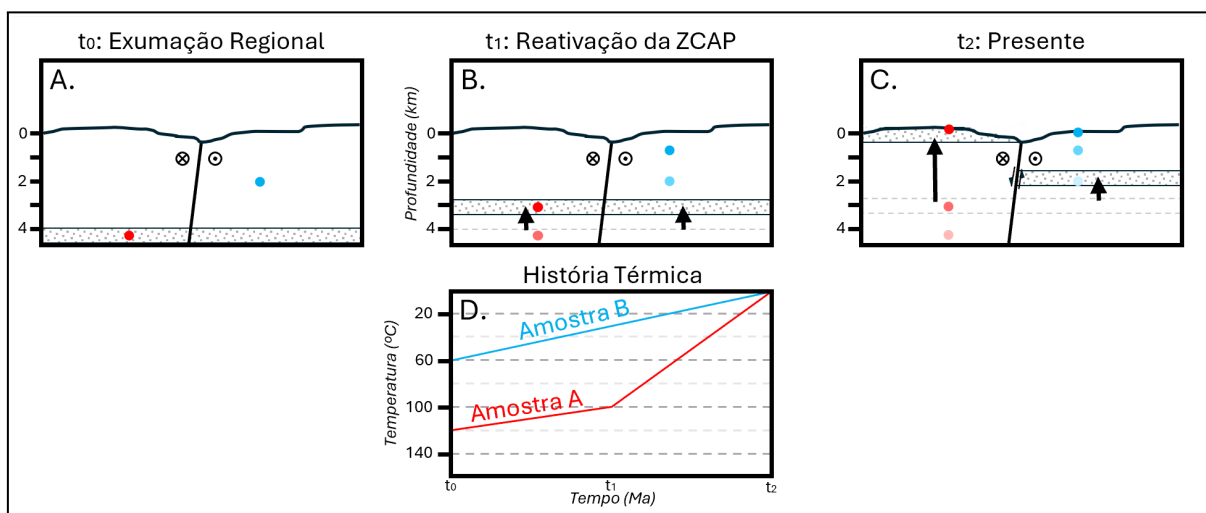 t₀: Exumação Regional
t₁: Reativação da ZCAP
t₂: Presente
A.
0
2
4
B.
Profundidade (km)
0
2
4
C.
0
2
4
História Térmica
D.
Temperatura (ºC)
20
60
100
140
Amostra B
Amostra A
t₀
t₁
t₂
Tempo (Ma)